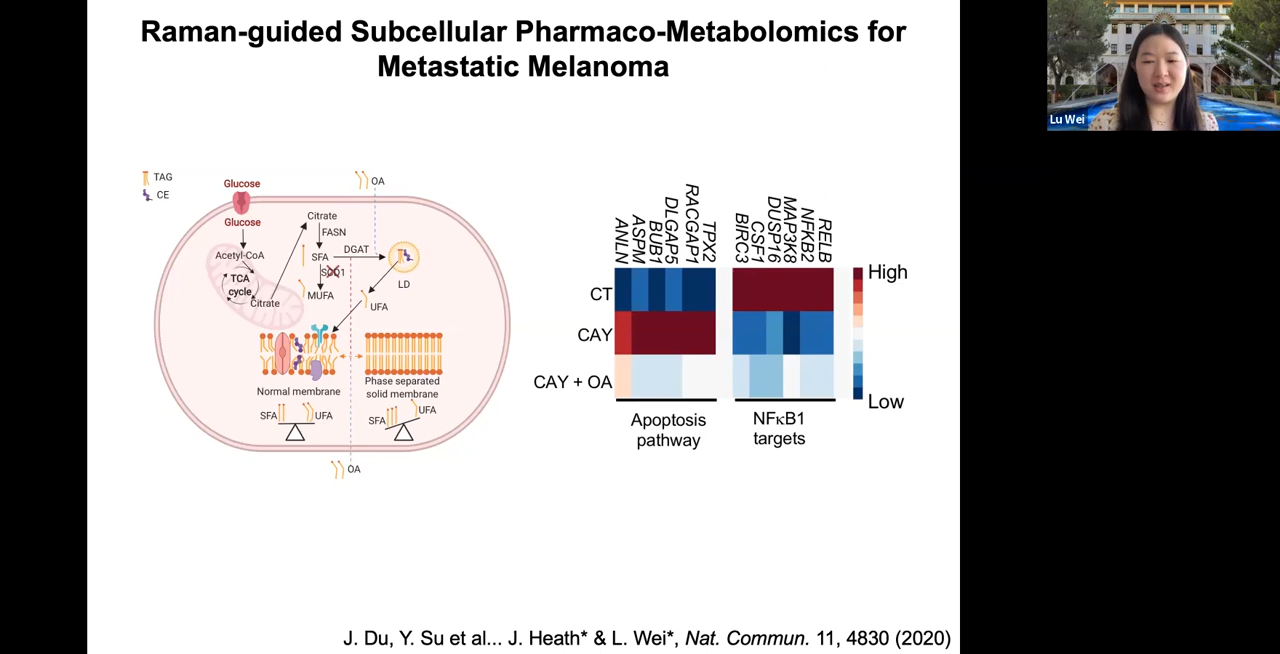 Raman-guided Subcellular Pharmaco-Metabolomics for
Metastatic Melanoma
Lu Wei
TAG
CE
OA
Glucose
Glucose
Citrate
FASN
Acetyl-CoA
SFA
DGAT
SCD1
TCA
cycle
Citrate
MUFA
LD
UFA
Normal membrane
Phase separated
solid membrane
SFA
UFA
SFA
UFA
OA
ANLN
ASPM
BUB1
DLGAP5
RACGAP1
TPX2
BIRC3
CSF1
DUSP16
MAP3K8
NFKB2
RELB
CT
CAY
CAY + OA
High
Low
Apoptosis
pathway
NFκB1
targets
J. Du, Y. Su et al... J. Heath* & L. Wei*, Nat. Commun. 11, 4830 (2020)